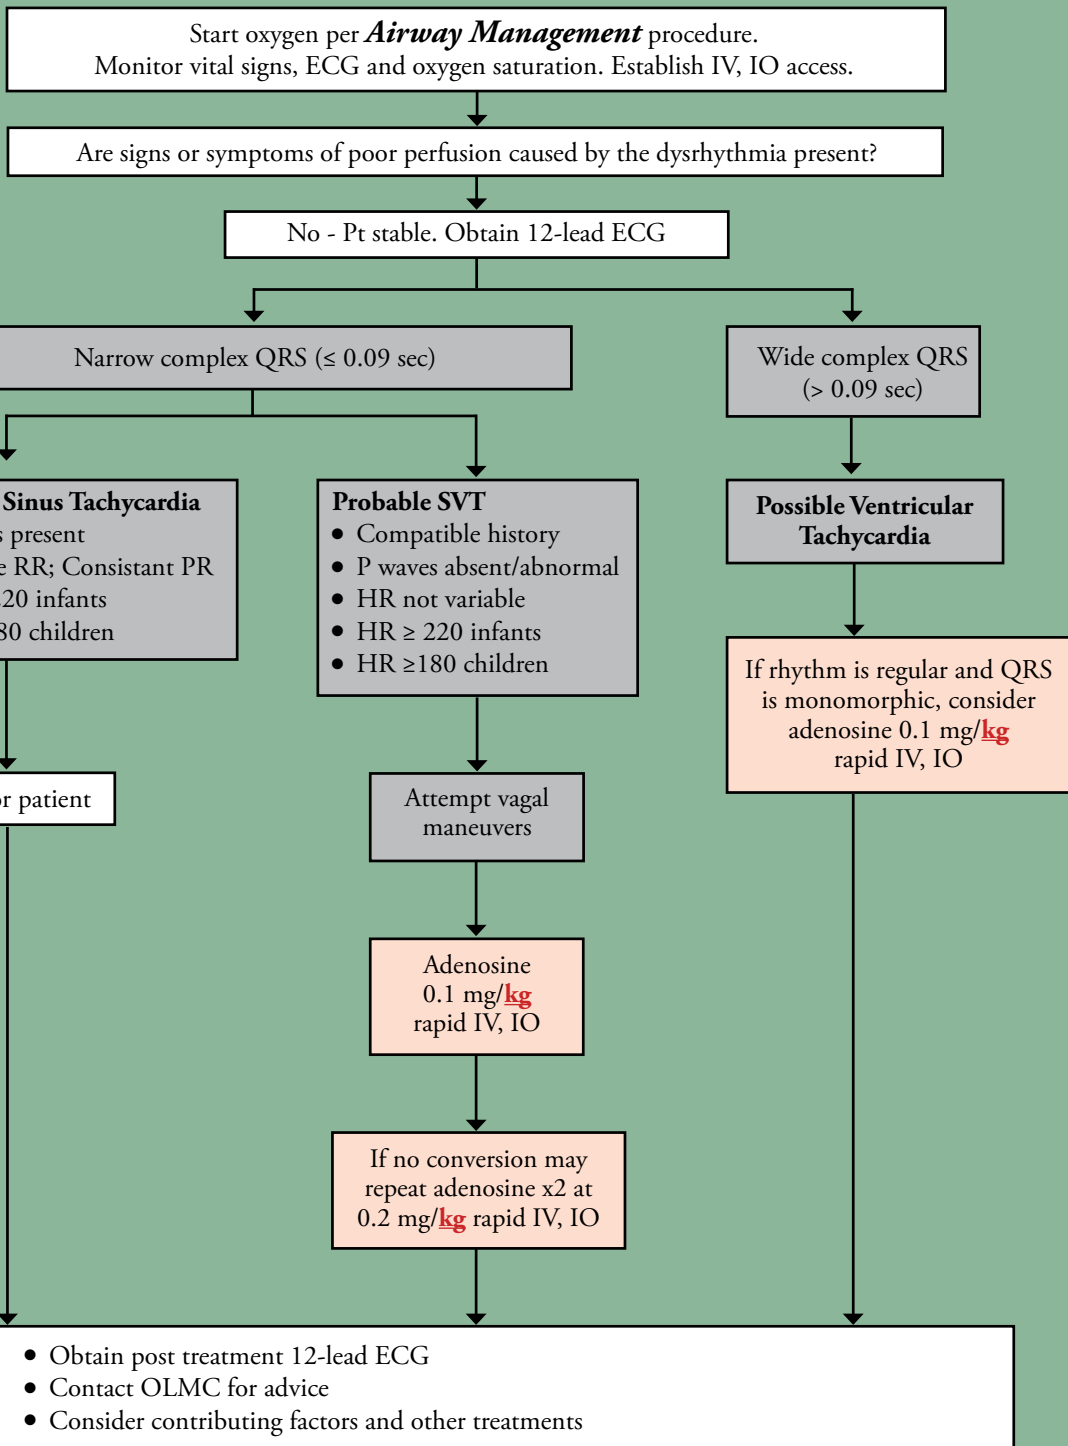 Start oxygen per Airway Management procedure.
Monitor vital signs, ECG and oxygen saturation. Establish IV, IO access.
Are signs or symptoms of poor perfusion caused by the dysrhythmia present?
No - Pt stable. Obtain 12-lead ECG
Narrow complex QRS (≤ 0.09 sec)
Wide complex QRS
(> 0.09 sec)
Sinus Tachycardia
present
RR; Consistant PR
infants
children
Probable SVT
• Compatible history
• P waves absent/abnormal
• HR not variable
• HR ≥ 220 infants
• HR ≥180 children
Possible Ventricular
Tachycardia
If rhythm is regular and QRS
is monomorphic, consider
adenosine 0.1 mg/kg
rapid IV, IO
patient
Attempt vagal
maneuvers
Adenosine
0.1 mg/kg
rapid IV, IO
If no conversion may
repeat adenosine x2 at
0.2 mg/kg rapid IV, IO
• Obtain post treatment 12-lead ECG
• Contact OLMC for advice
• Consider contributing factors and other treatments